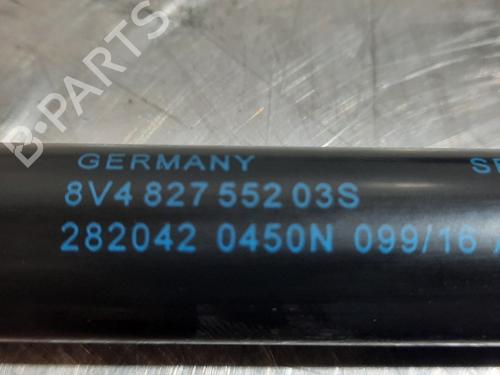 B-PARTS
GERMANY
8V4 827 552 03S
282042 0450N 099/16